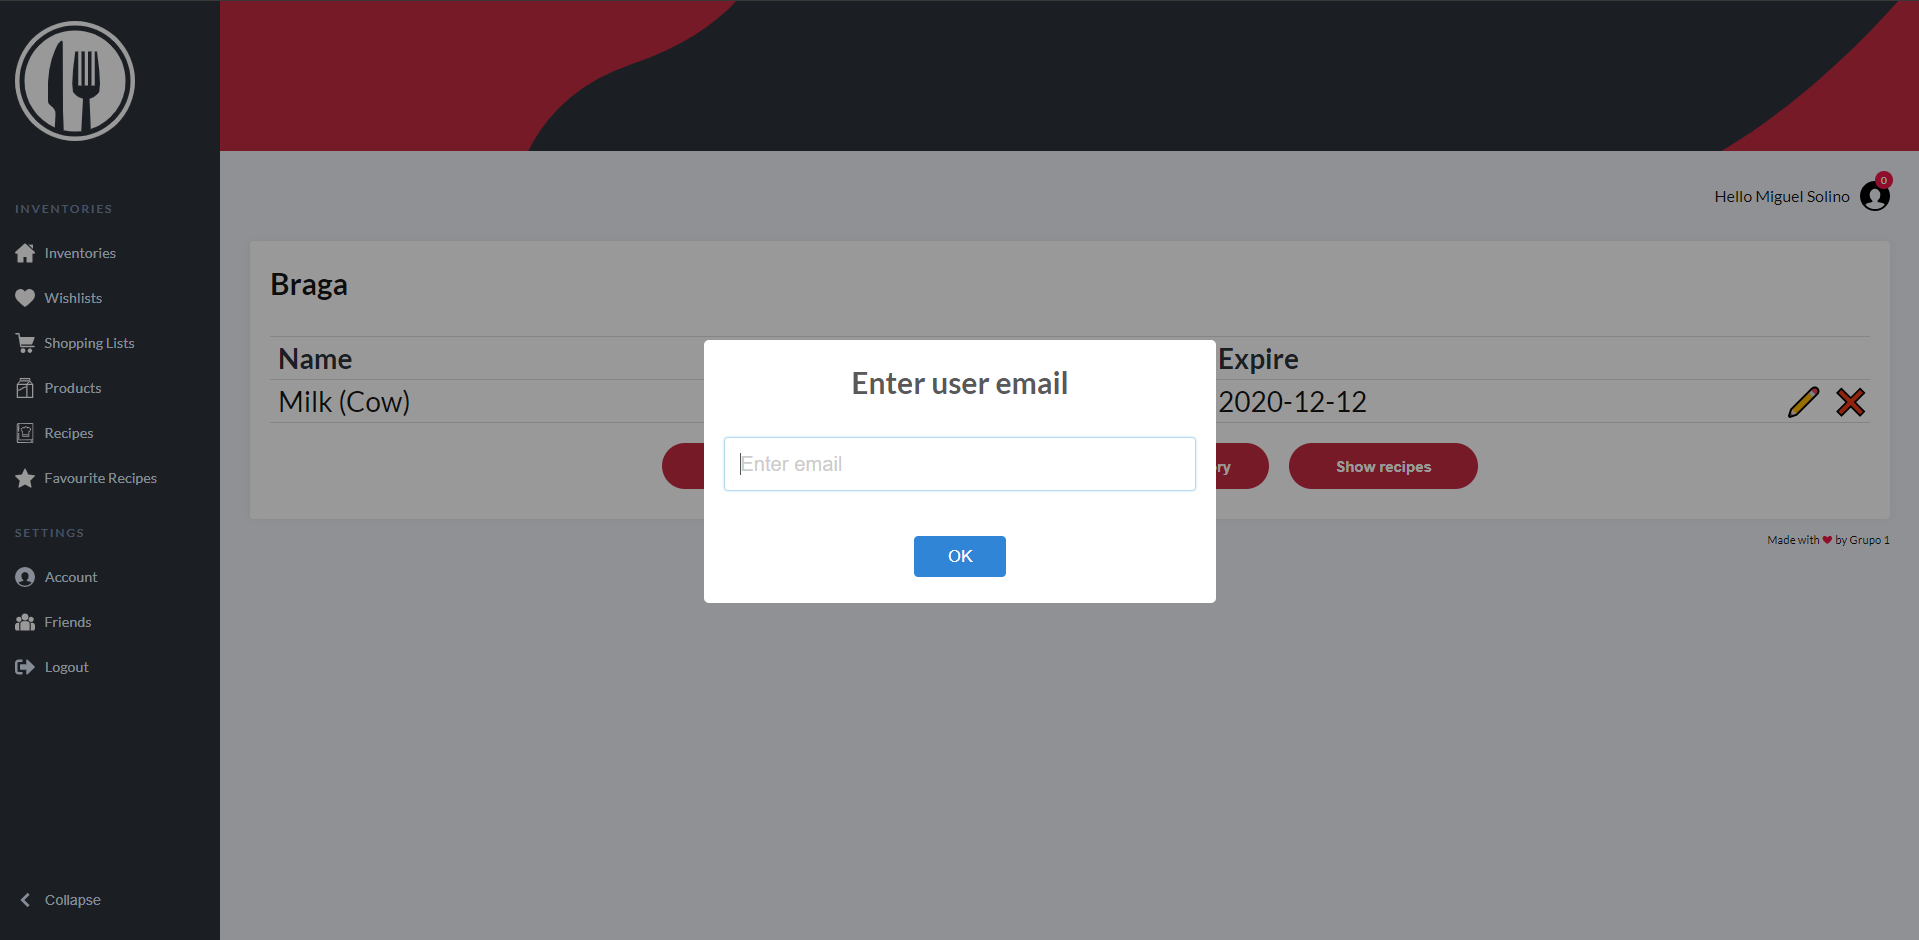 INVENTORIES
Inventories
Wishlists
Shopping Lists
Products
Recipes
Favourite Recipes
SETTINGS
Account
Friends
Logout
Collapse
Hello Miguel Solino
0
Braga
Name
Expire
Milk (Cow)
2020-12-12
Show recipes
Enter user email
Enter email
OK
Made with ❤ by Grupo 1